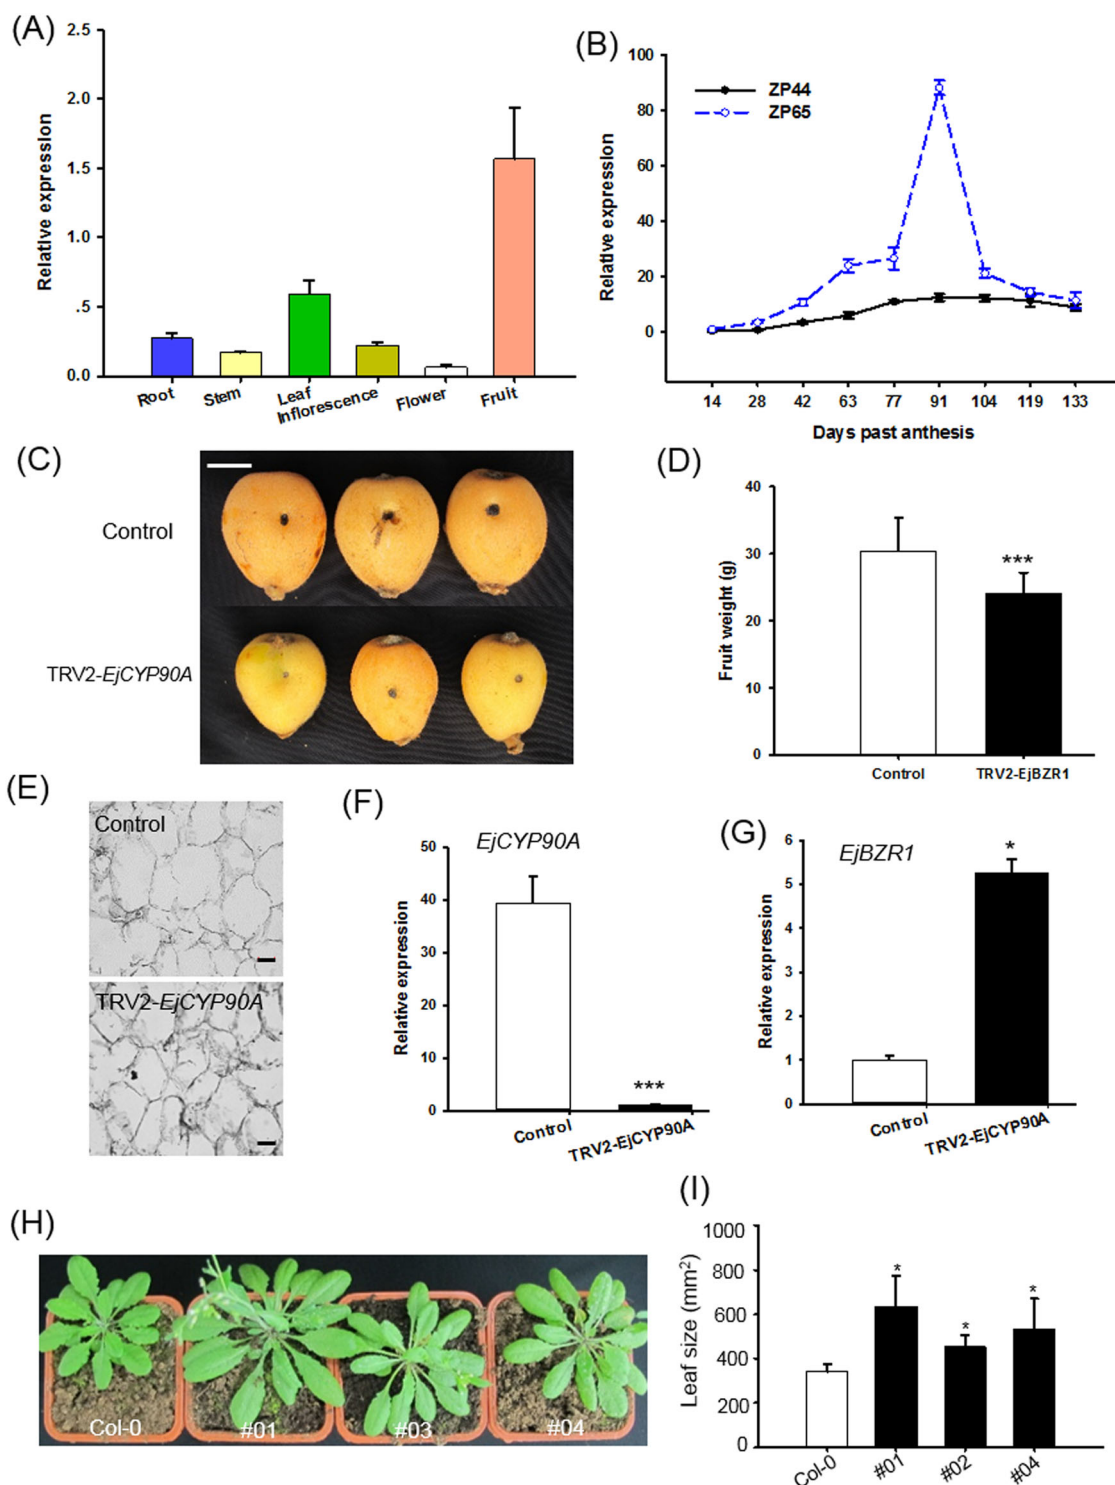 (A)
2.5
2.0
1.5
1.0
.5
0.0
Relative expression
Root
Stem
Leaf
Inflorescence
Flower
Fruit
(B)
100
80
60
40
20
0
Relative expression
ZP44
ZP65
14 28 42 63 77 91 104 119 133
Days past anthesis
(C)
Control
TRV2-EjCYP90A
(D)
40
30
20
10
0
Fruit weight (g)
***
Control
TRV2-EjBZR1
(E)
Control
TRV2-EjCYP90A
(F)
EjCYP90A
50
40
30
20
10
0
Relative expression
***
Control
TRV2-EjCYP90A
(G)
EjBZR1
6
5
4
3
2
1
0
Relative expression
*
Control
TRV2-EjCYP90A
(H)
Col-0
#01
#03
#04
(I)
1000
800
600
400
200
0
Leaf size (mm²)
*
*
*
Col-0
#01
#02
#04